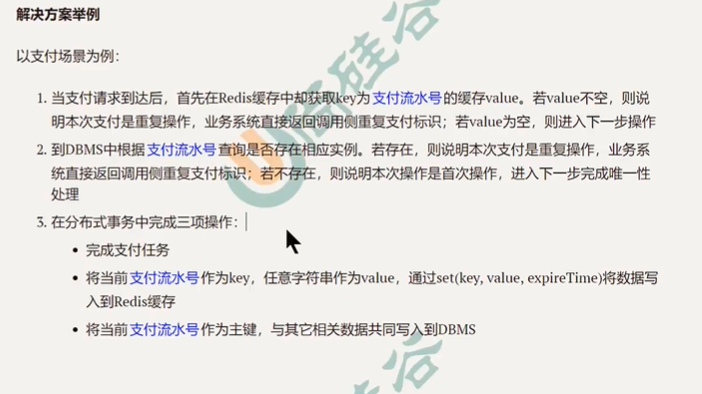 解决方案举例
以支付场景为例：
1. 当支付请求到达后，首先在Redis缓存中却获取key为支付流水号的缓存value。若value不空，则说
明本次支付是重复操作，业务系统直接返回调用侧重复支付标识；若value为空，则进入下一步操作
2. 到DBMS中根据支付流水号查询是否存在相应实例。若存在，则说明本次支付是重复操作，业务系
统直接返回调用侧重复支付标识；若不存在，则说明本次操作是首次操作，进入下一步完成唯一性
处理
3. 在分布式事务中完成三项操作：
• 完成支付任务
• 将当前支付流水号作为key，任意字符串作为value，通过set(key, value, expireTime)将数据写
入到Redis缓存
• 将当前支付流水号作为主键，与其它相关数据共同写入到DBMS
尚硅谷